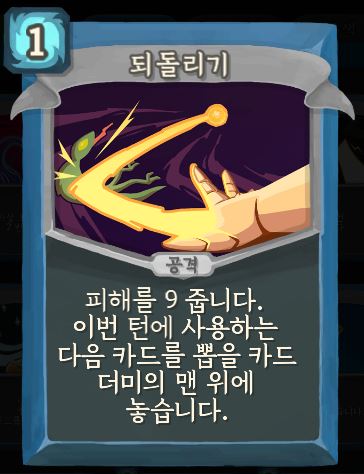 1
되돌리기
공격
피해를 9 줍니다.
이번 턴에 사용하는
다음 카드를 뽑을 카드
더미의 맨 위에
놓습니다.